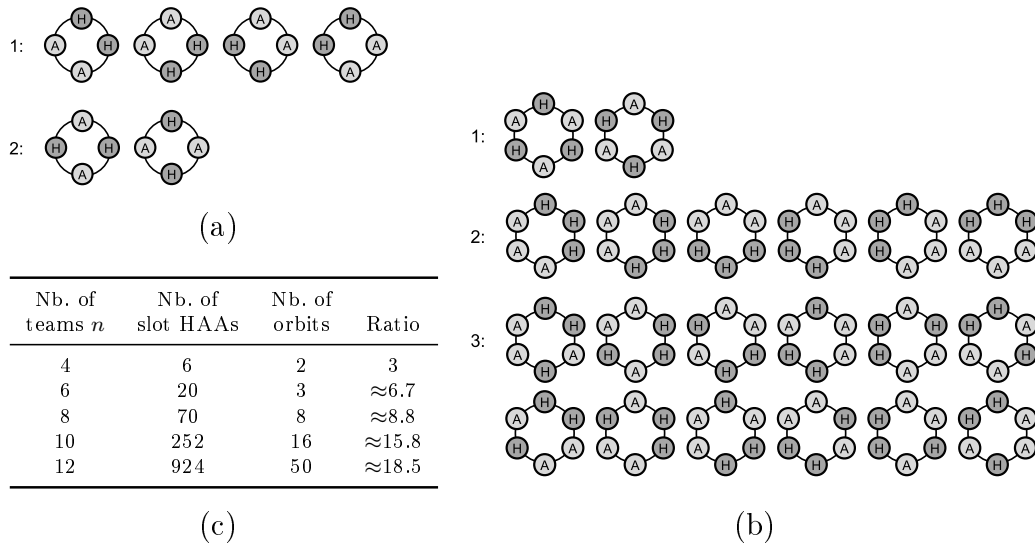 H A A H
1: A H A H H A H A
A H H A
A H
2: H H A A
A H
(a)
Nb. of Nb. of Nb. of
teams n slot HAAs orbits Ratio
4 6 2 3
6 20 3 ≈6.7
8 70 8 ≈8.8
10 252 16 ≈15.8
12 924 50 ≈18.5
(c)
H A
A A H H
1:
H H A A
A H
H A A A H H
A H A H A A H A H A H H
2:
A H A H H H H A H A A A
A H H H A A
H A A H A H
A H A H H A A A H H H A
3:
A A H H A H H A H A A H
H A H H A A
(b)